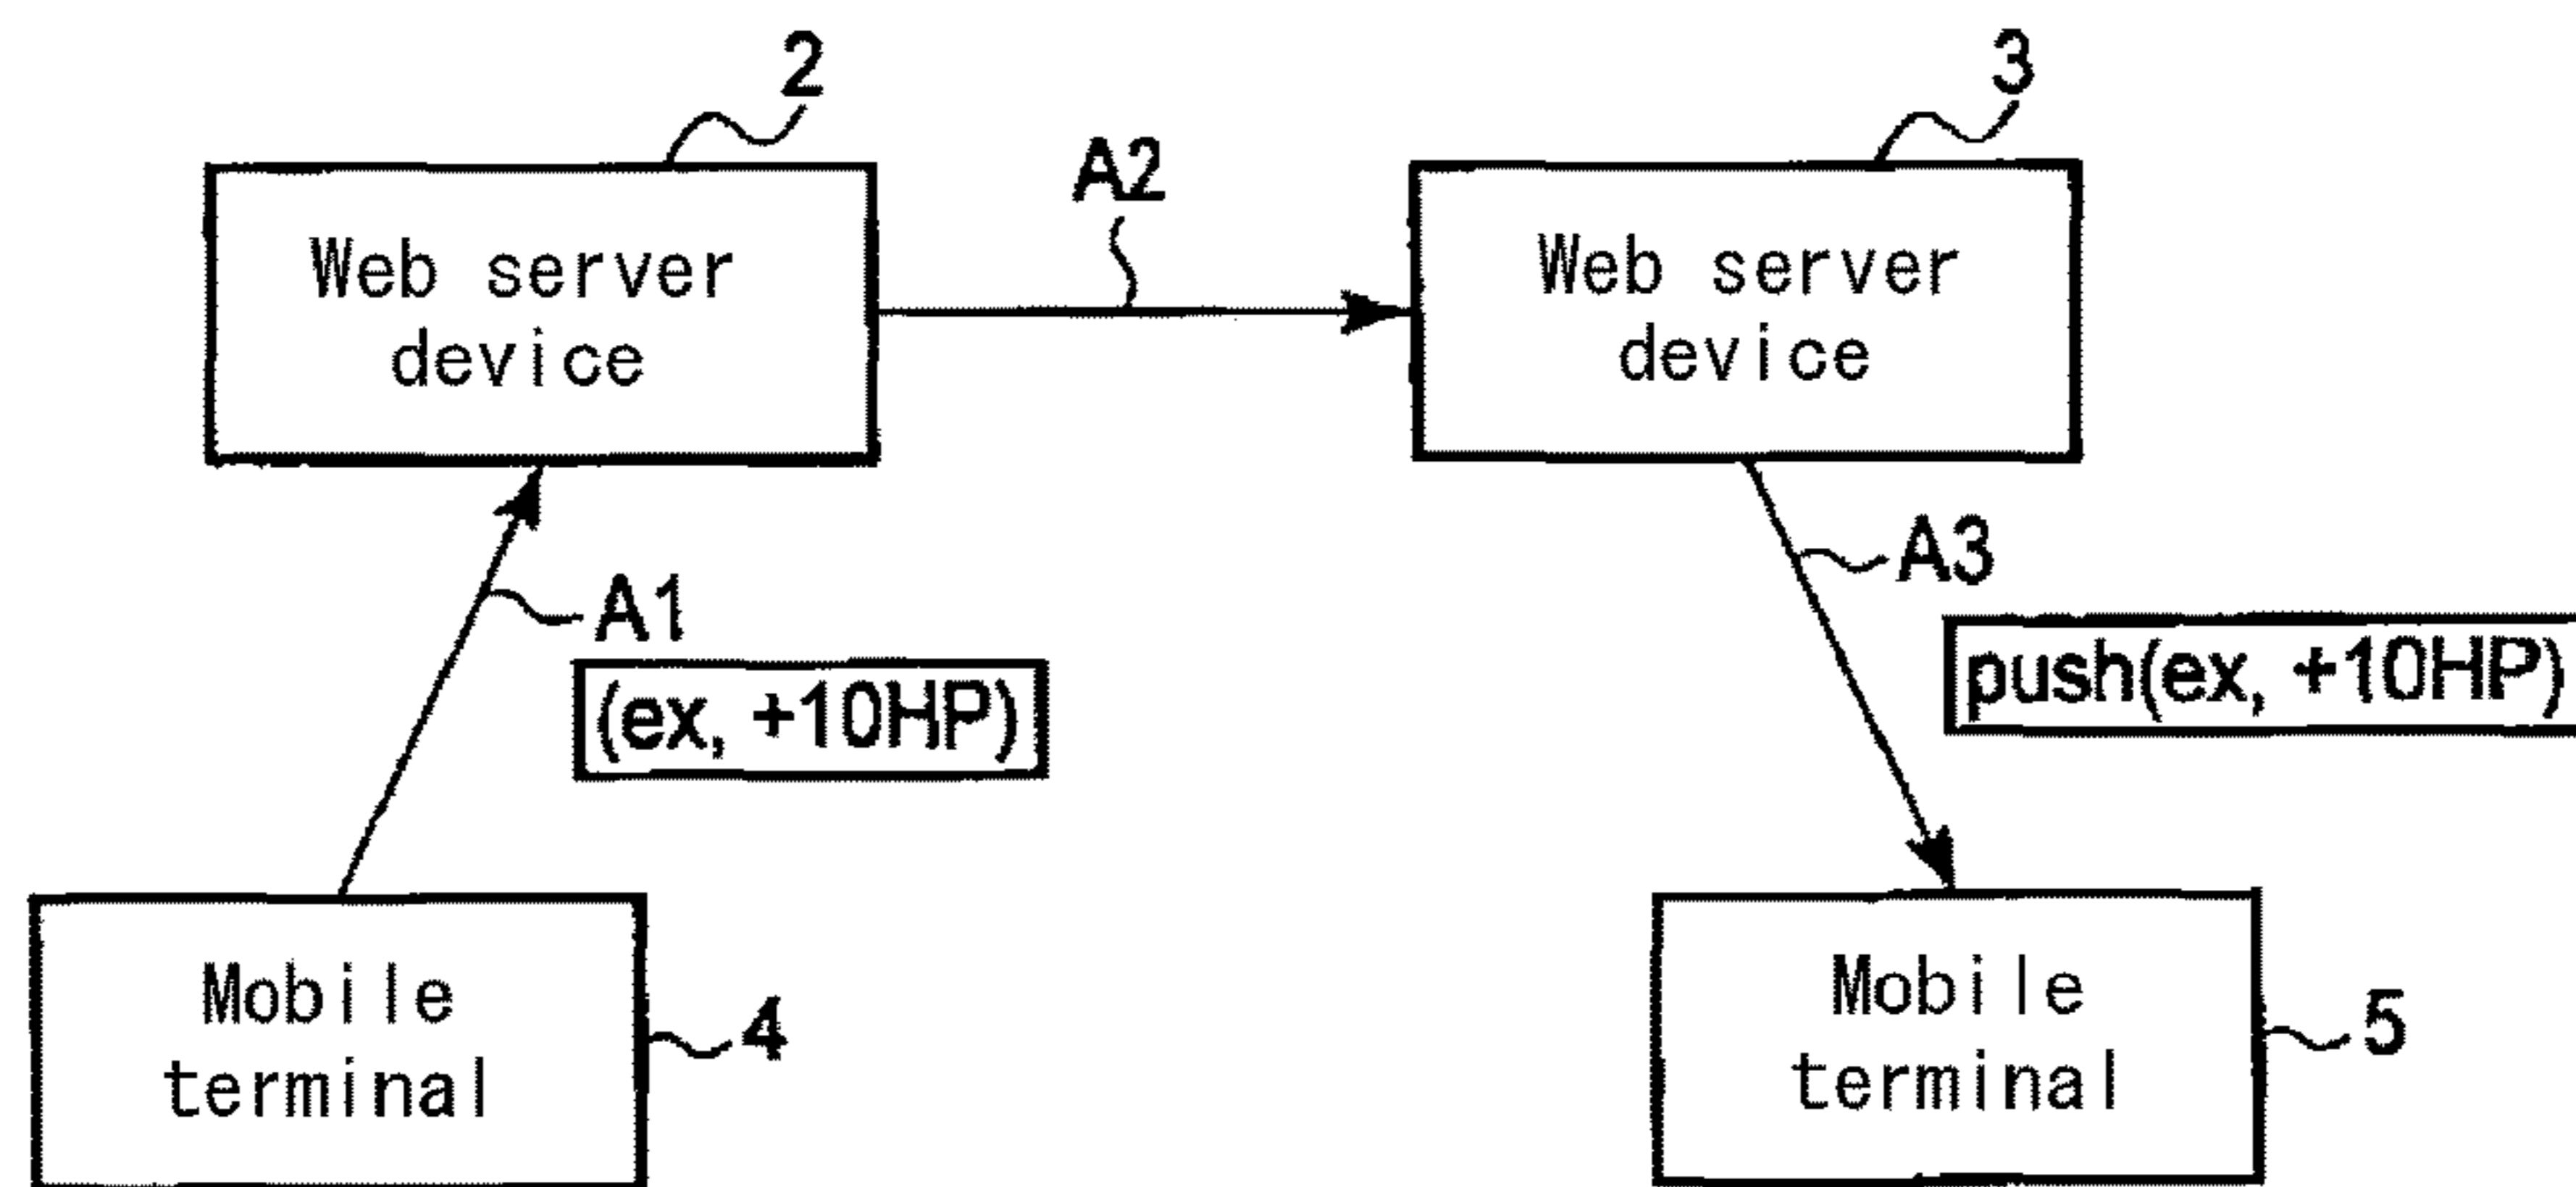 2
3
A2
Web server
device
Web server
device
A1
(ex, +10HP)
A3
push(ex, +10HP)
Mobile
terminal
4
Mobile
terminal
5